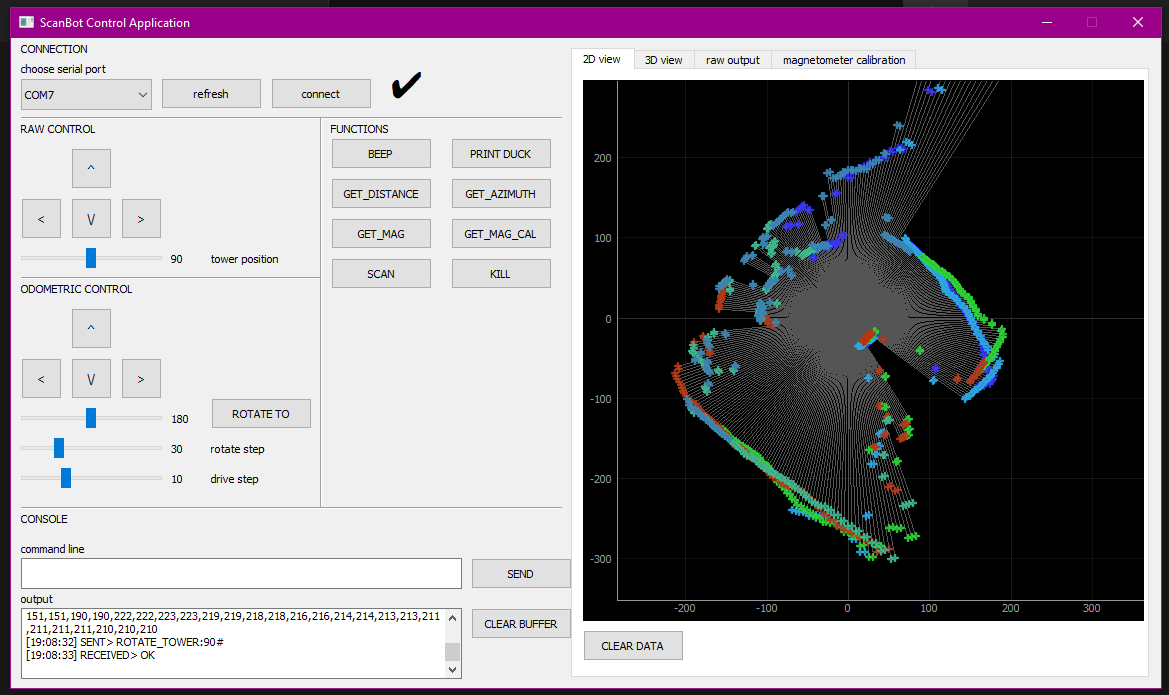 ScanBot Control Application
CONNECTION
choose serial port
COM7
refresh
connect
RAW CONTROL
^
<
V
>
90
tower position
ODOMETRIC CONTROL
^
<
V
>
180
ROTATE TO
30
rotate step
10
drive step
FUNCTIONS
BEEP
PRINT DUCK
GET_DISTANCE
GET_AZIMUTH
GET_MAG
GET_MAG_CAL
SCAN
KILL
CONSOLE
command line
SEND
output
151,151,190,190,222,222,223,223,219,219,218,218,216,216,214,214,213,213,211
,211,211,211,210,210,210
[19:08:32] SENT> ROTATE_TOWER:90#
[19:08:33] RECEIVED> OK
CLEAR BUFFER
2D view
3D view
raw output
magnetometer calibration
200
100
0
-100
-200
-300
-200
-100
0
100
200
300
CLEAR DATA